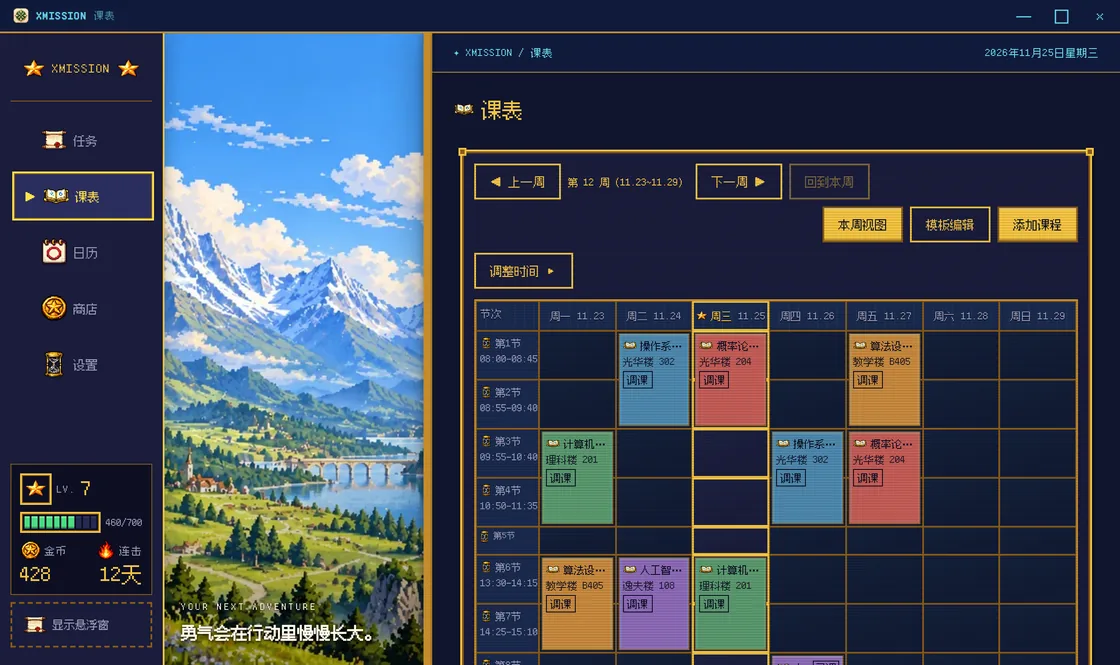 XMISSION 课表
XMISSION
任务
课表
日历
商店
设置
LV. 7
460/700
金币 连击
428 12天
显示悬浮窗
YOUR NEXT ADVENTURE
勇气会在行动里慢慢长大。
✦ XMISSION / 课表
2026年11月25日星期三
课表
◀ 上一周
第 12 周 (11.23~11.29)
下一周 ▶
回到本周
本周视图
模板编辑
添加课程
调整时间 ▸
节次 周一 11.23 周二 11.24 ★ 周三 11.25 周四 11.26 周五 11.27 周六 11.28 周日 11.29
第1节
08:00-08:45
操作系…
光华楼 302
调课
概率论…
光华楼 204
调课
算法设…
教学楼 B405
调课
第2节
08:55-09:40
第3节
09:55-10:40
计算机…
理科楼 201
调课
操作系…
光华楼 302
调课
概率论…
光华楼 204
调课
第4节
10:50-11:35
第5节
第6节
13:30-14:15
算法设…
教学楼 B405
调课
人工智…
逸夫楼 108
调课
计算机…
理科楼 201
调课
第7节
14:25-15:10